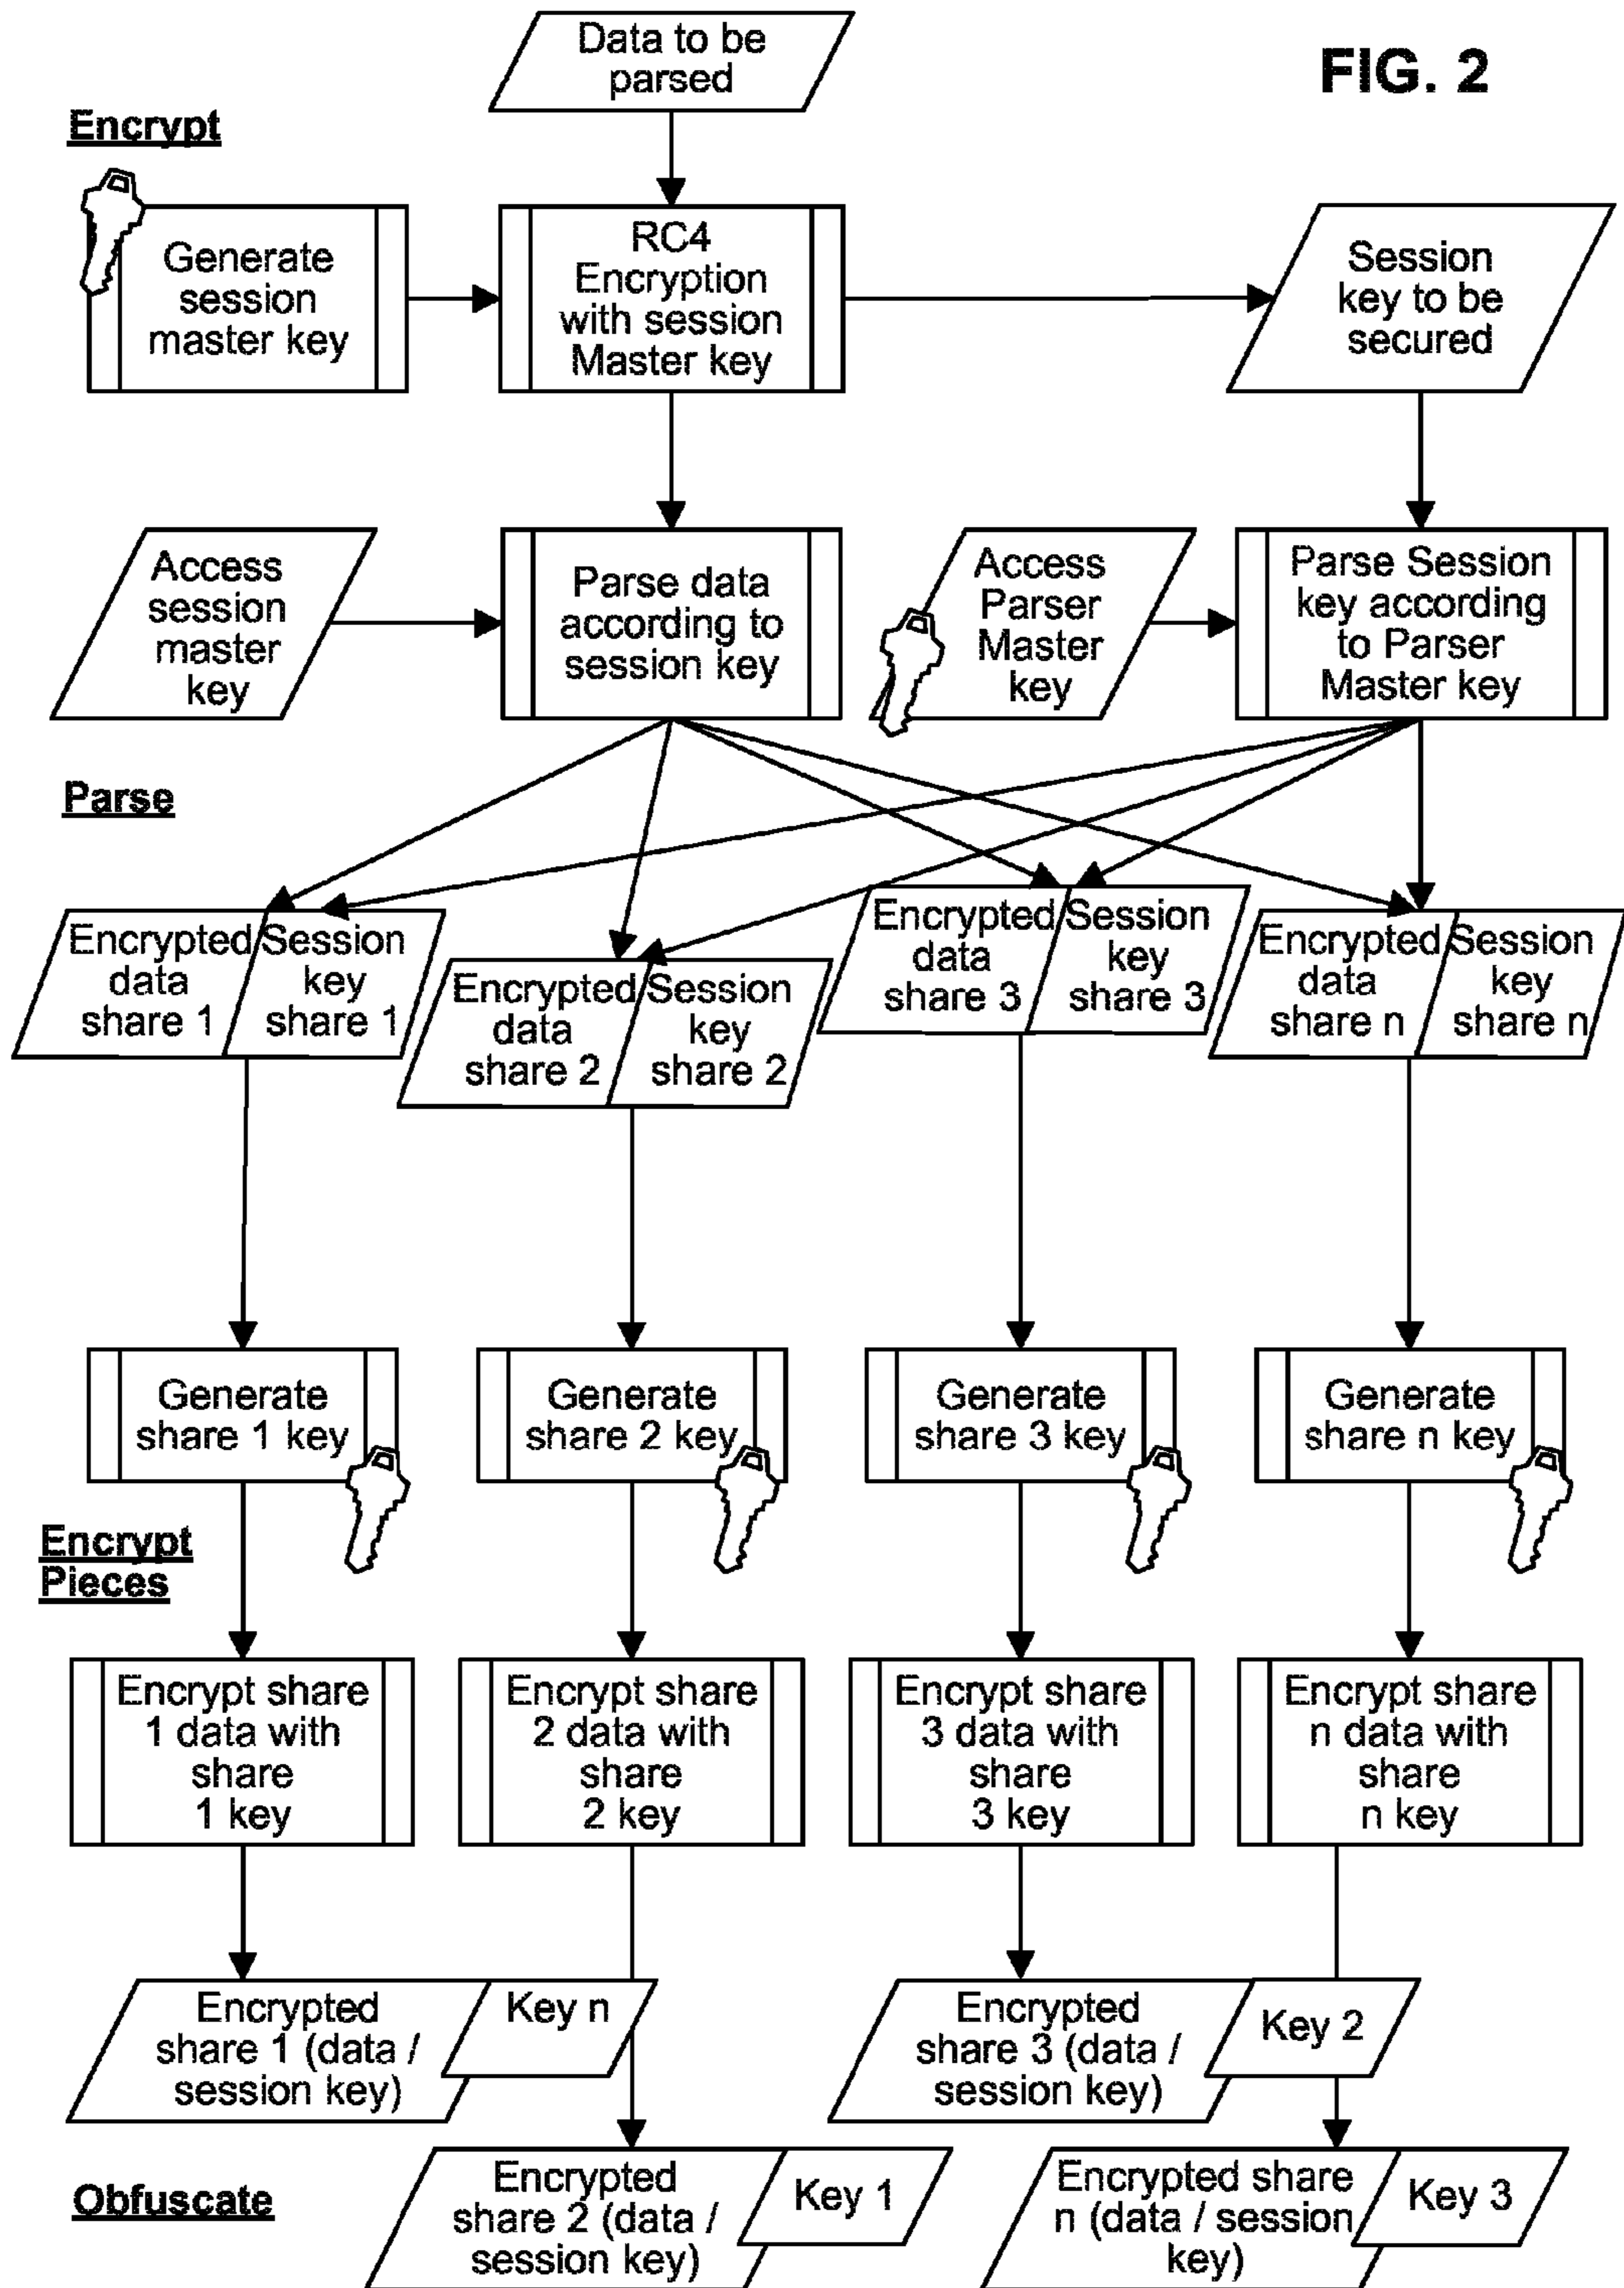 Data to be
parsed
FIG. 2
Encrypt
Generate
session
master key
RC4
Encryption
with session
Master key
Session
key to be
secured
Access
session
master
key
Parse data
according to
session key
Access
Parser
Master
key
Parse Session
key according
to Parser
Master key
Parse
Encrypted
data
share 1
Session
key
share 1
Encrypted
data
share 2
Session
key
share 2
Encrypted
data
share 3
Session
key
share 3
Encrypted
data
share n
Session
key
share n
Generate
share 1 key
Generate
share 2 key
Generate
share 3 key
Generate
share n key
Encrypt
Pieces
Encrypt share
1 data with
share
1 key
Encrypt share
2 data with
share
2 key
Encrypt share
3 data with
share
3 key
Encrypt share
n data with
share
n key
Encrypted
share 1 (data /
session key)
Key n
Encrypted
share 3 (data /
session key)
Key 2
Obfuscate
Encrypted
share 2 (data /
session key)
Key 1
Encrypted share
n (data / session
key)
Key 3